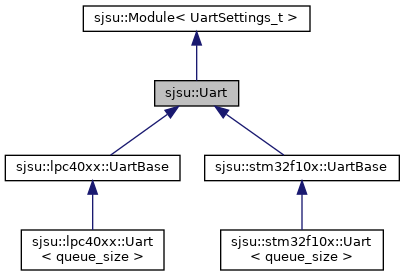 sjsu::Module< UartSettings_t >
sjsu::Uart
sjsu::lpc40xx::UartBase
sjsu::stm32f10x::UartBase
sjsu::lpc40xx::Uart
< queue_size >
sjsu::stm32f10x::Uart
< queue_size >